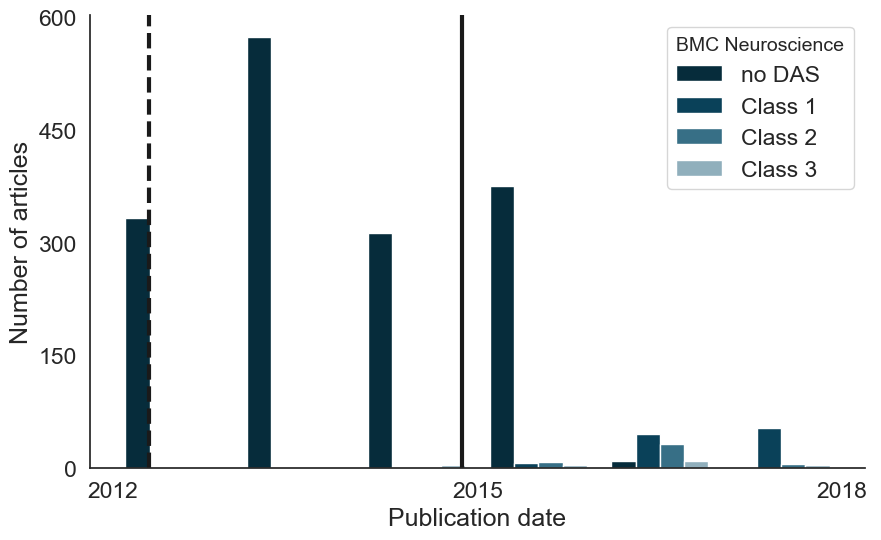 600
450
300
150
0
Number of articles
2012
2015
2018
Publication date
BMC Neuroscience
no DAS
Class 1
Class 2
Class 3